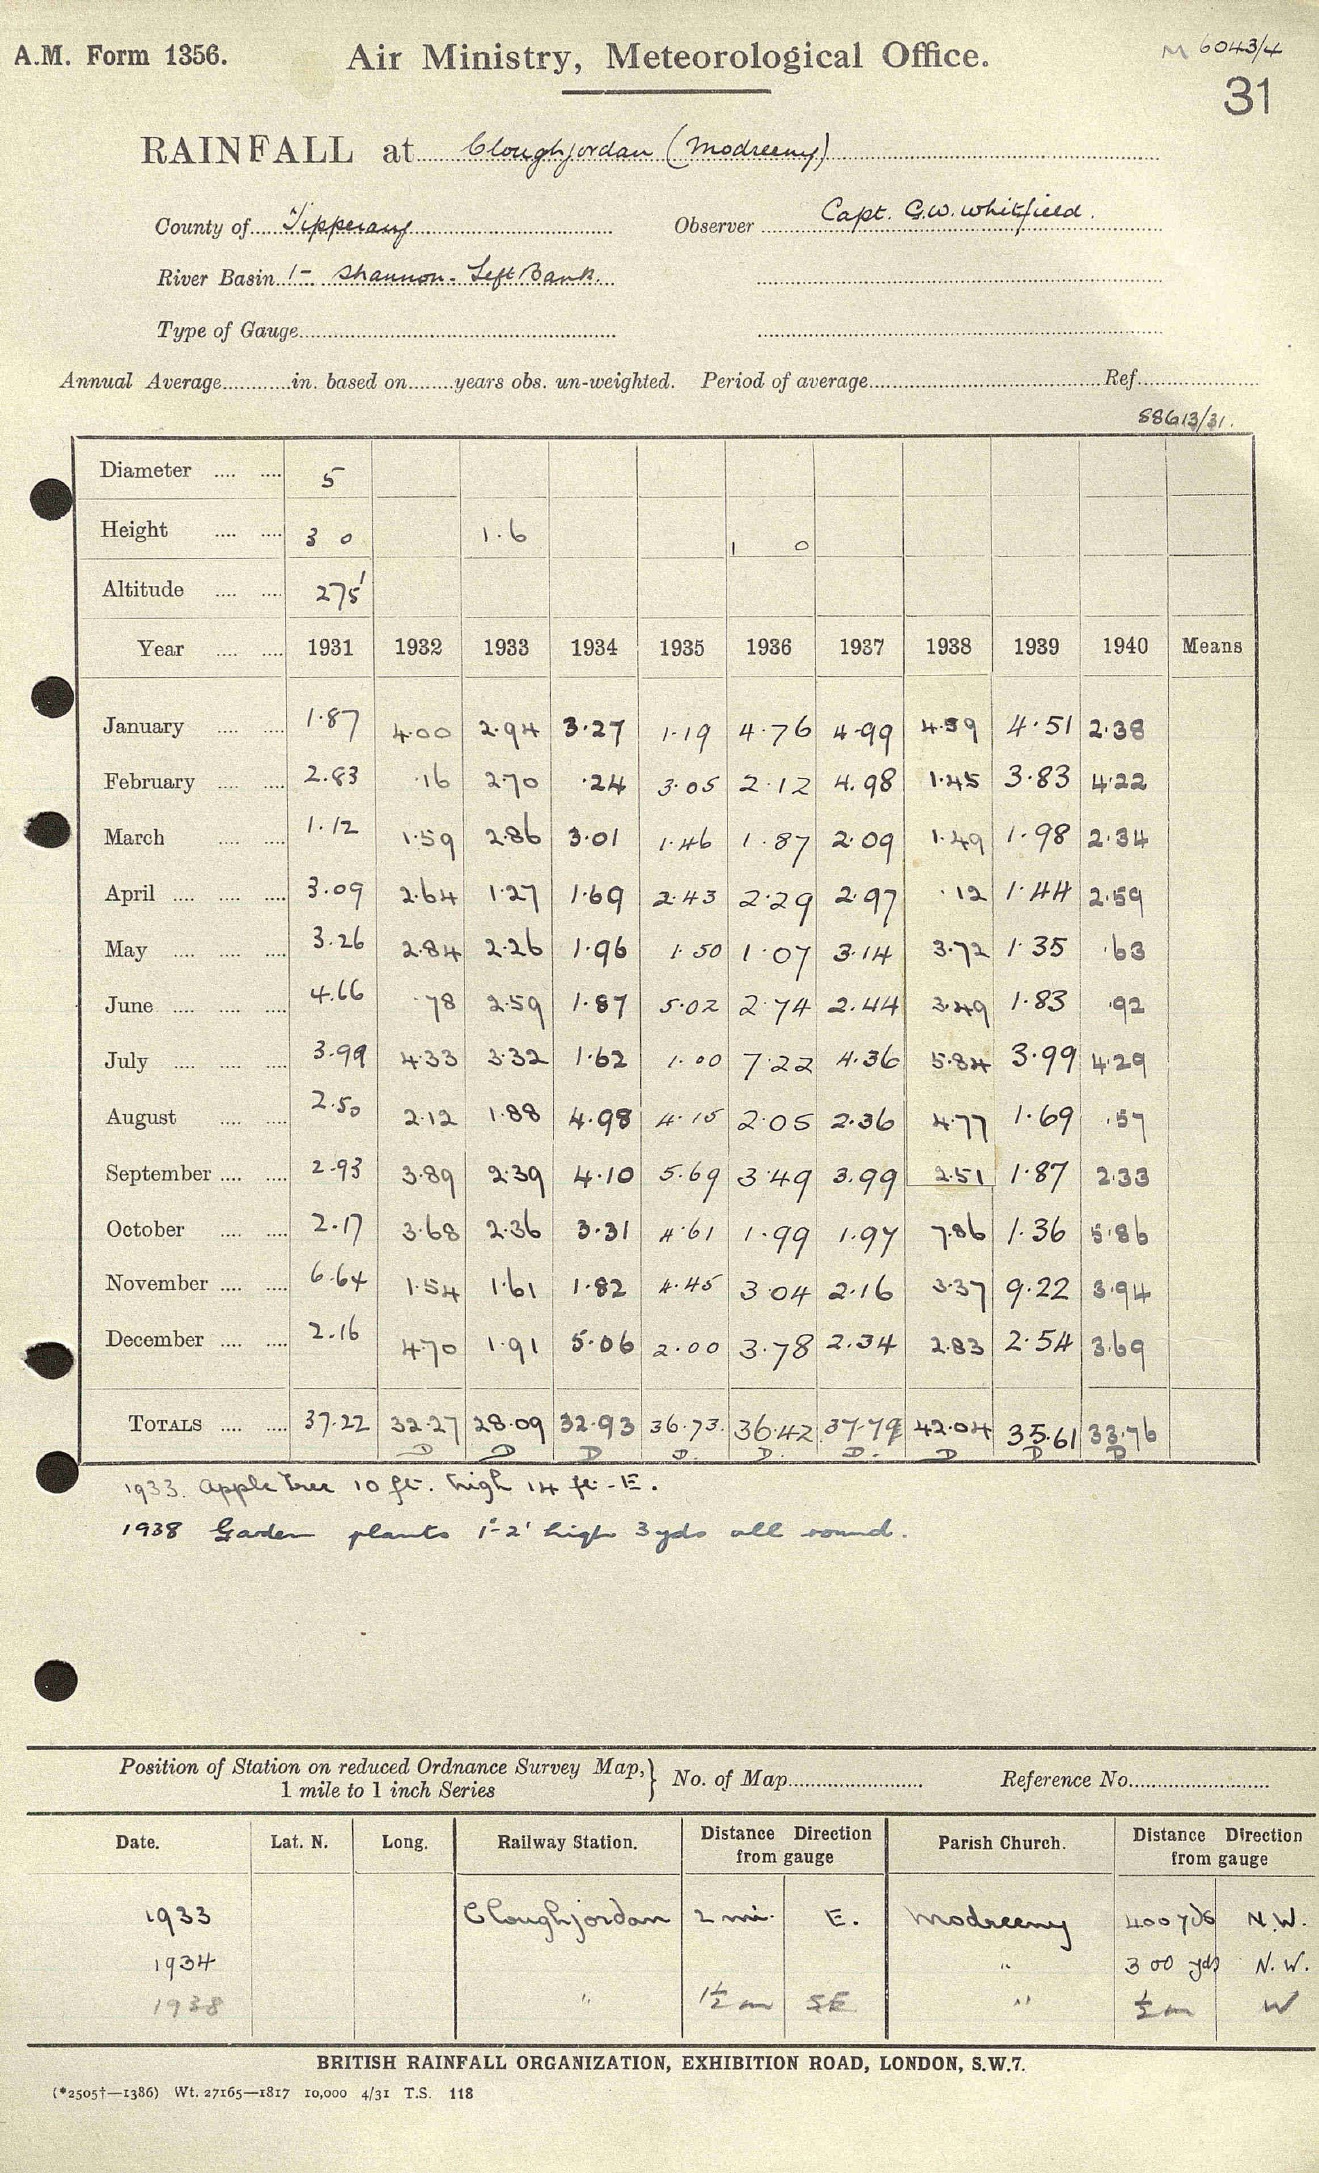 A.M. Form 1356.
Air Ministry, Meteorological Office.
M 6043/4
31
RAINFALL at Cloughjordan (Modreeny)
County of Tipperary Observer Capt. G.W. Whitfield.
River Basin 1- Shannon - Left Bank.
Type of Gauge
Annual Average in. based on years obs. un-weighted. Period of average Ref.
S8613/31.
Diameter 5
Height 3 0 1.6 1 0
Altitude 275'
Year 1931 1932 1933 1934 1935 1936 1937 1938 1939 1940 Means
January 1.87 4.00 2.94 3.27 1.19 4.76 4.99 4.59 4.51 2.38
February 2.83 .16 2.70 .24 3.05 2.12 4.98 1.45 3.83 4.22
March 1.12 1.59 2.86 3.01 1.46 1.87 2.09 1.49 1.98 2.34
April 3.09 2.64 1.27 1.69 2.43 2.29 2.97 .12 1.44 2.59
May 3.26 2.84 2.26 1.96 1.50 1.07 3.14 3.72 1.35 .63
June 4.66 .78 2.59 1.87 5.02 2.74 2.44 3.49 1.83 .92
July 3.99 4.33 3.32 1.62 1.00 7.22 4.36 5.84 3.99 4.29
August 2.50 2.12 1.88 4.98 4.15 2.05 2.36 4.77 1.69 .57
September 2.93 3.89 2.39 4.10 5.69 3.49 3.99 2.51 1.87 2.33
October 2.17 3.68 2.36 3.31 4.61 1.99 1.97 7.86 1.36 5.86
November 6.64 1.54 1.61 1.82 4.45 3.04 2.16 3.37 9.22 3.94
December 2.16 4.70 1.91 5.06 2.00 3.78 2.34 2.83 2.54 3.69
TOTALS 37.22 32.27 28.09 32.93 36.73. 36.42 37.79 42.04 35.61 33.76
D D D D. D. D. D D D
1933. Apple tree 10 ft. high 14 ft - E.
1938 Garden plants 1'-2' high 3 yds all round.
Position of Station on reduced Ordnance Survey Map, 1 mile to 1 inch Series } No. of Map Reference No.
Date. Lat. N. Long. Railway Station. Distance Direction from gauge Parish Church. Distance Direction from gauge
1933 Cloughjordan 2 mi. E. Modreeny 400 yds N.W.
1934 " 300 yds N.W.
1938 " 1½ m SE " ½ m W
BRITISH RAINFALL ORGANIZATION, EXHIBITION ROAD, LONDON, S.W.7.
(*2505†—1386) Wt. 27165—1817 10,000 4/31 T.S. 118